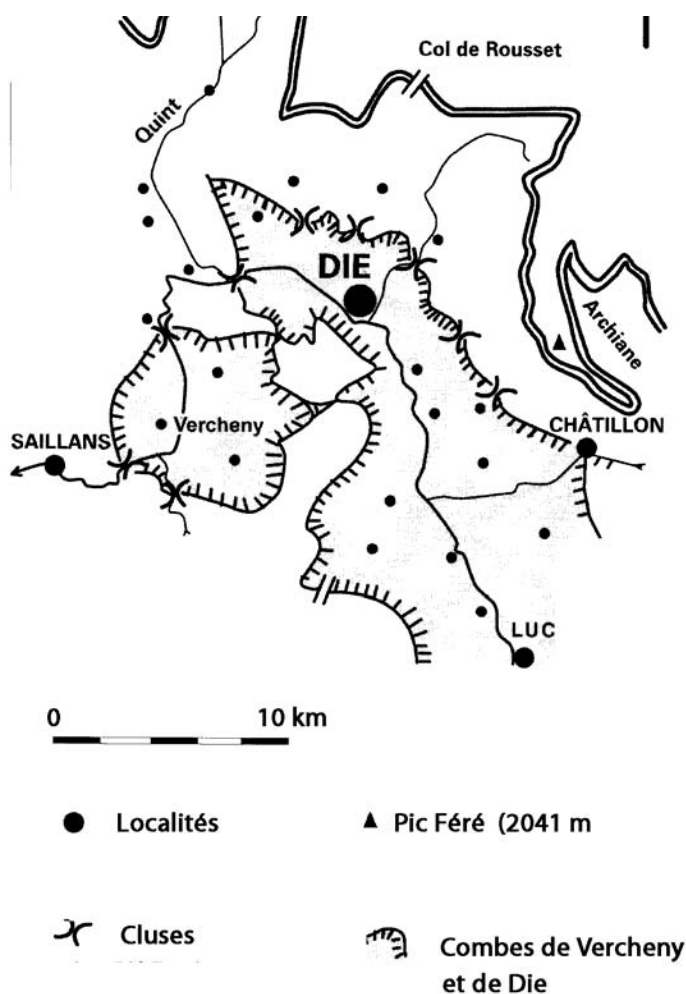 Col de Rousset
Quint
DIE
Archiane
Vercheny
SAILLANS
CHÂTILLON
LUC
0 10 km
Localités
Pic Féré (2041 m
Cluses
Combes de Vercheny
et de Die